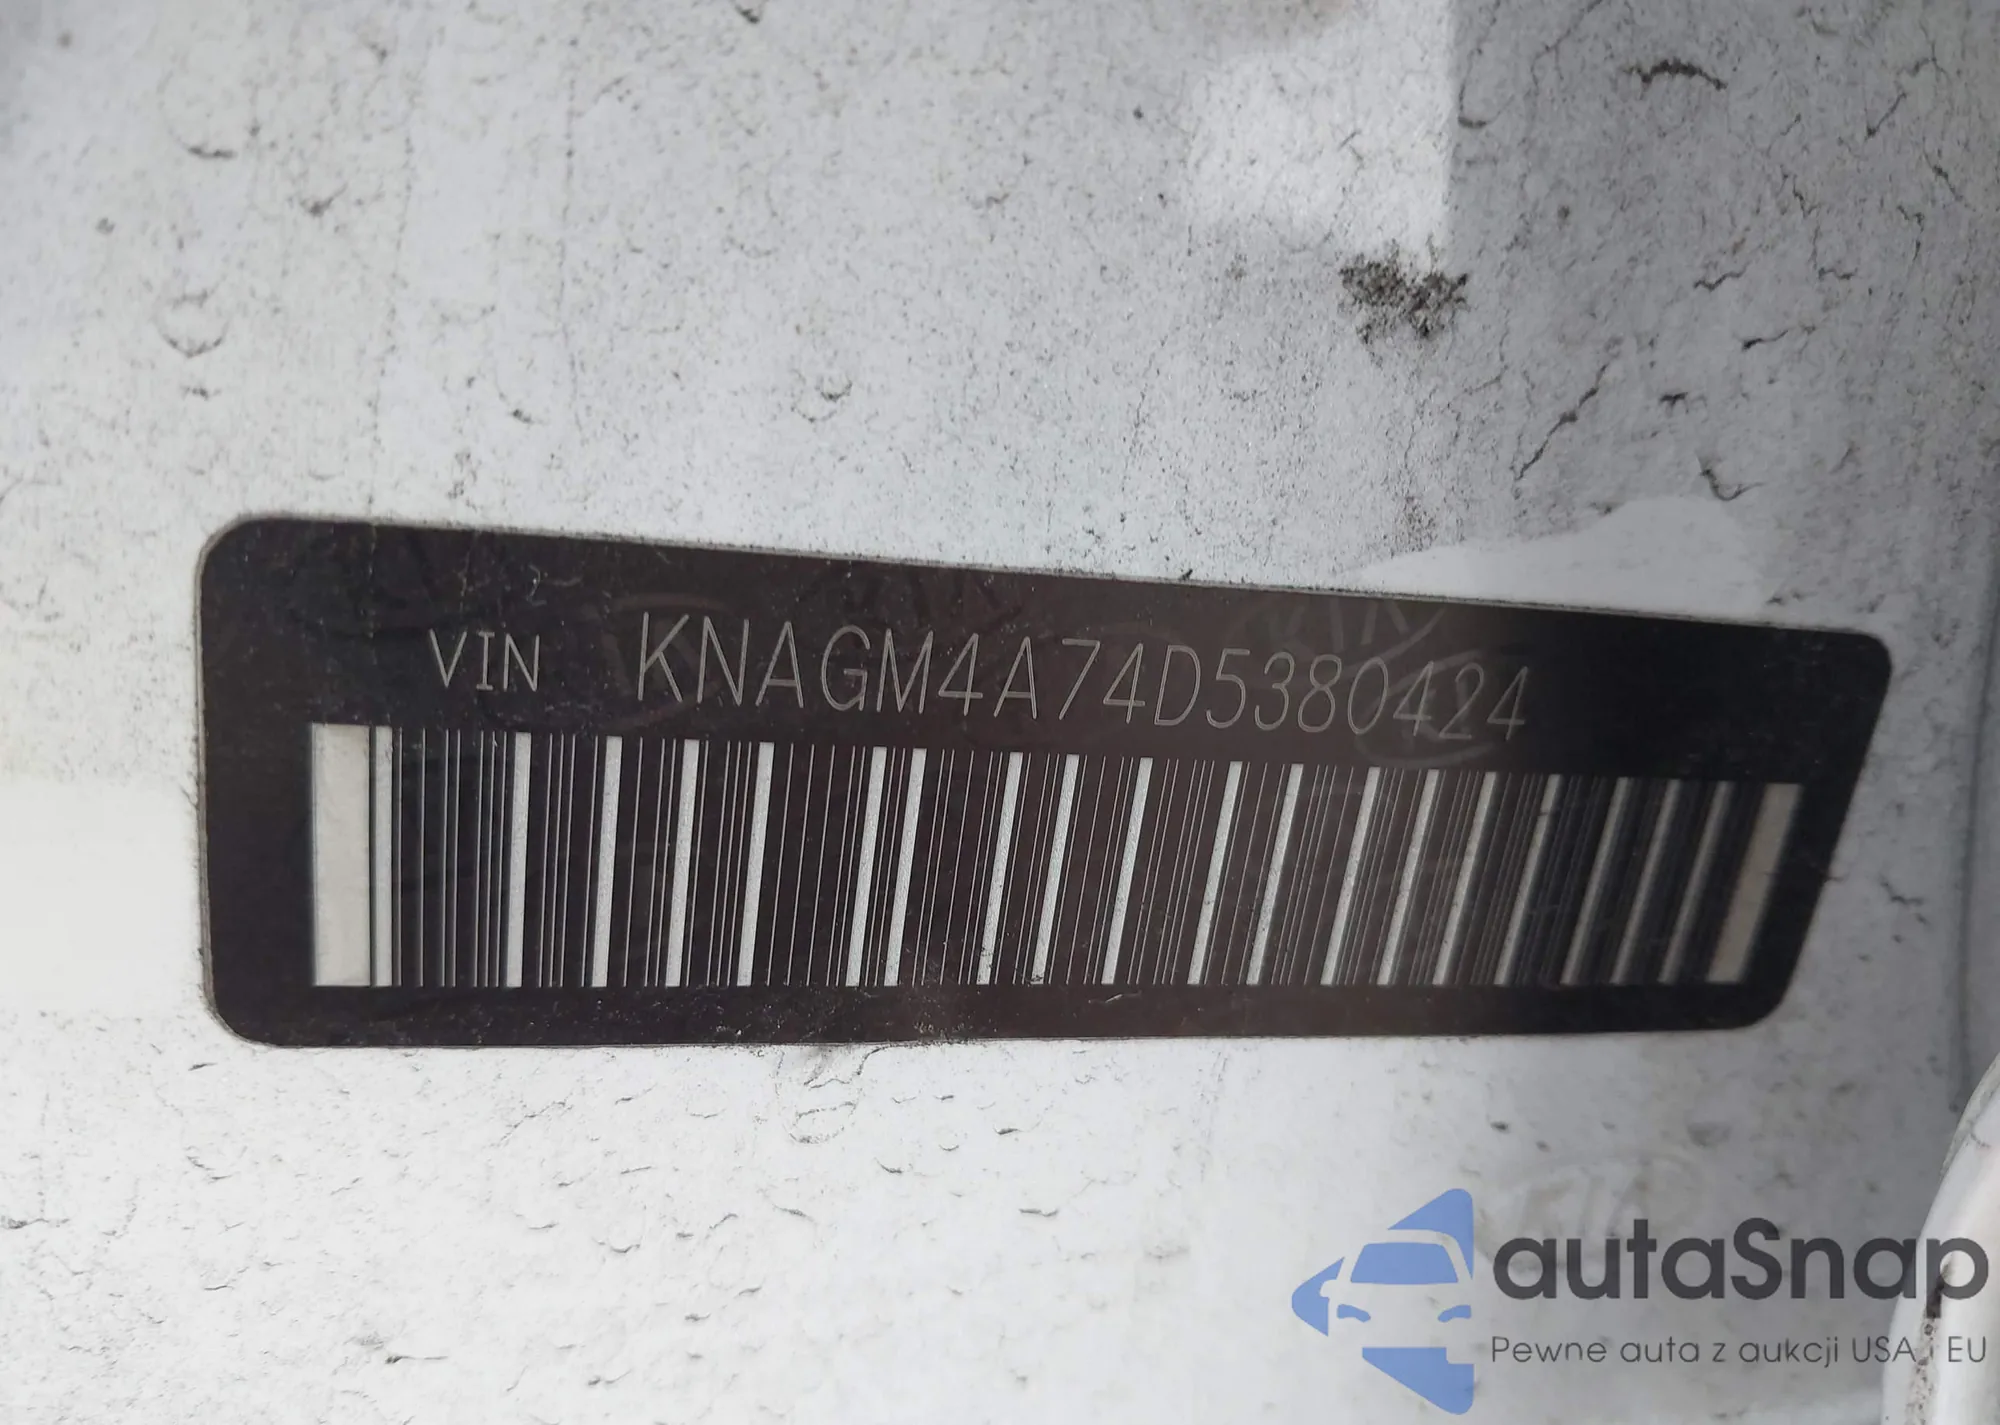 VIN KNAGM4A74D5380424
autaSnap
Pewne auta z aukcji USA i EU